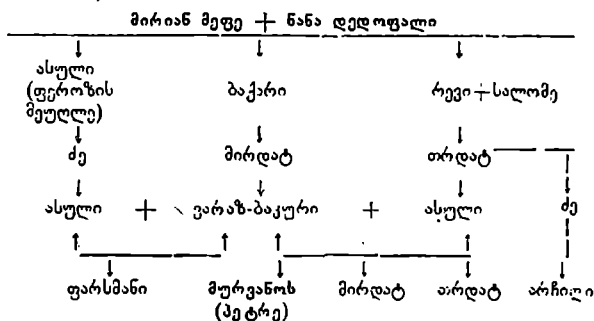 მირიან მეფე + ნანა დედოფალი
ასული
(ფეროზის
მეუღლე)
ბაქარი
რევი + სალომე
ძე
მირდატ
თრდატ
ასული + ვარაზ-ბაკური + ასული
ძე
ფარსმანი
მურვანოს
(პეტრე)
მირდატ
თრდატ
არჩილი